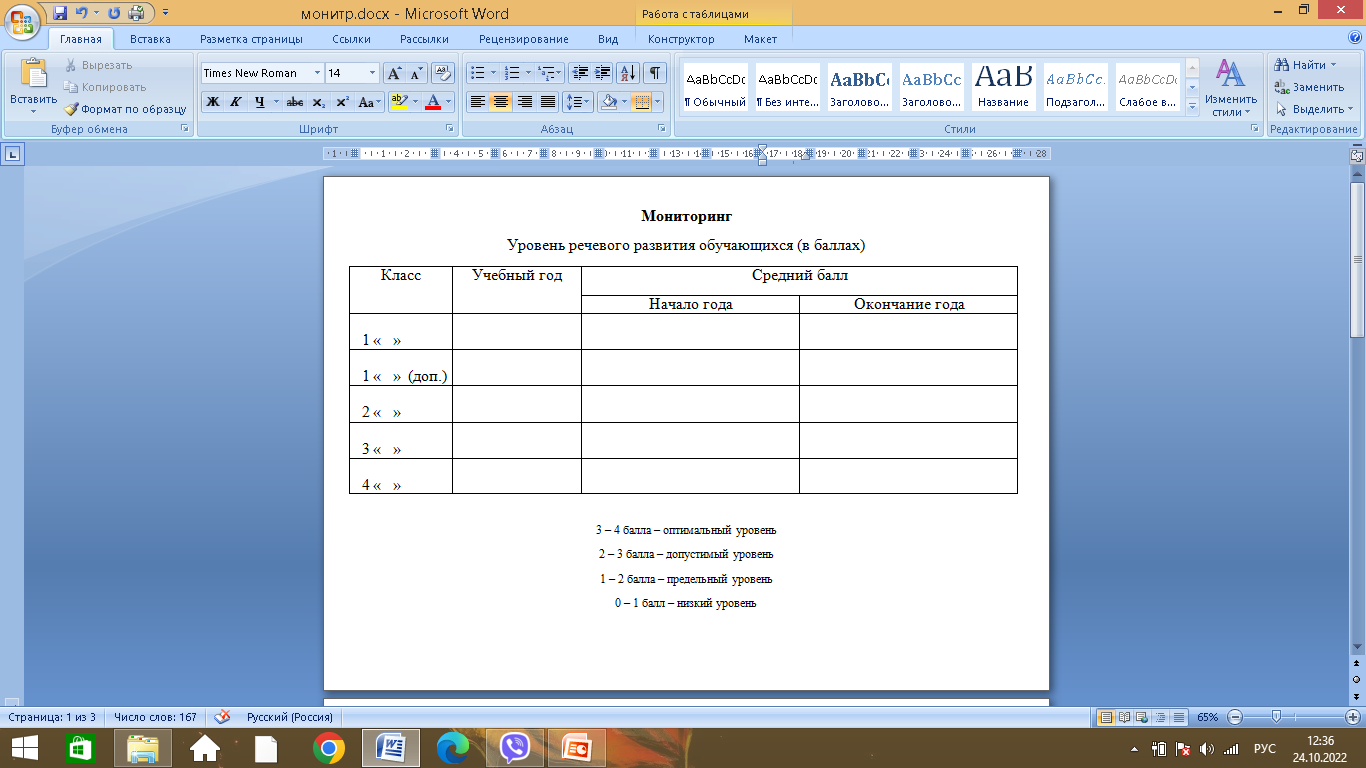 монитр.docx - Microsoft Word
Работа с таблицами
Главная Вставка Разметка страницы Ссылки Рассылки Рецензирование Вид Конструктор Макет
Вставить
Вырезать
Копировать
Формат по образцу
Буфер обмена
Times New Roman 14
Ж К Ч abc x₂ x² Aa
Шрифт
Абзац
AaBbCcDc AaBbCcDc AaBbCc AaBbCc AaB AaBbCc. AaBbCcDc
¶ Обычный ¶ Без инте... Заголово... Заголово... Название Подзагол... Слабое в...
Изменить стили
Стили
Найти
Заменить
Выделить
Редактирование
Мониторинг
Уровень речевого развития обучающихся (в баллах)
Класс Учебный год Средний балл
Начало года Окончание года
1 « »
1 « » (доп.)
2 « »
3 « »
4 « »
3 – 4 балла – оптимальный уровень
2 – 3 балла – допустимый уровень
1 – 2 балла – предельный уровень
0 – 1 балл – низкий уровень
Страница: 1 из 3 Число слов: 167 Русский (Россия) 65%
РУС
12:36
24.10.2022